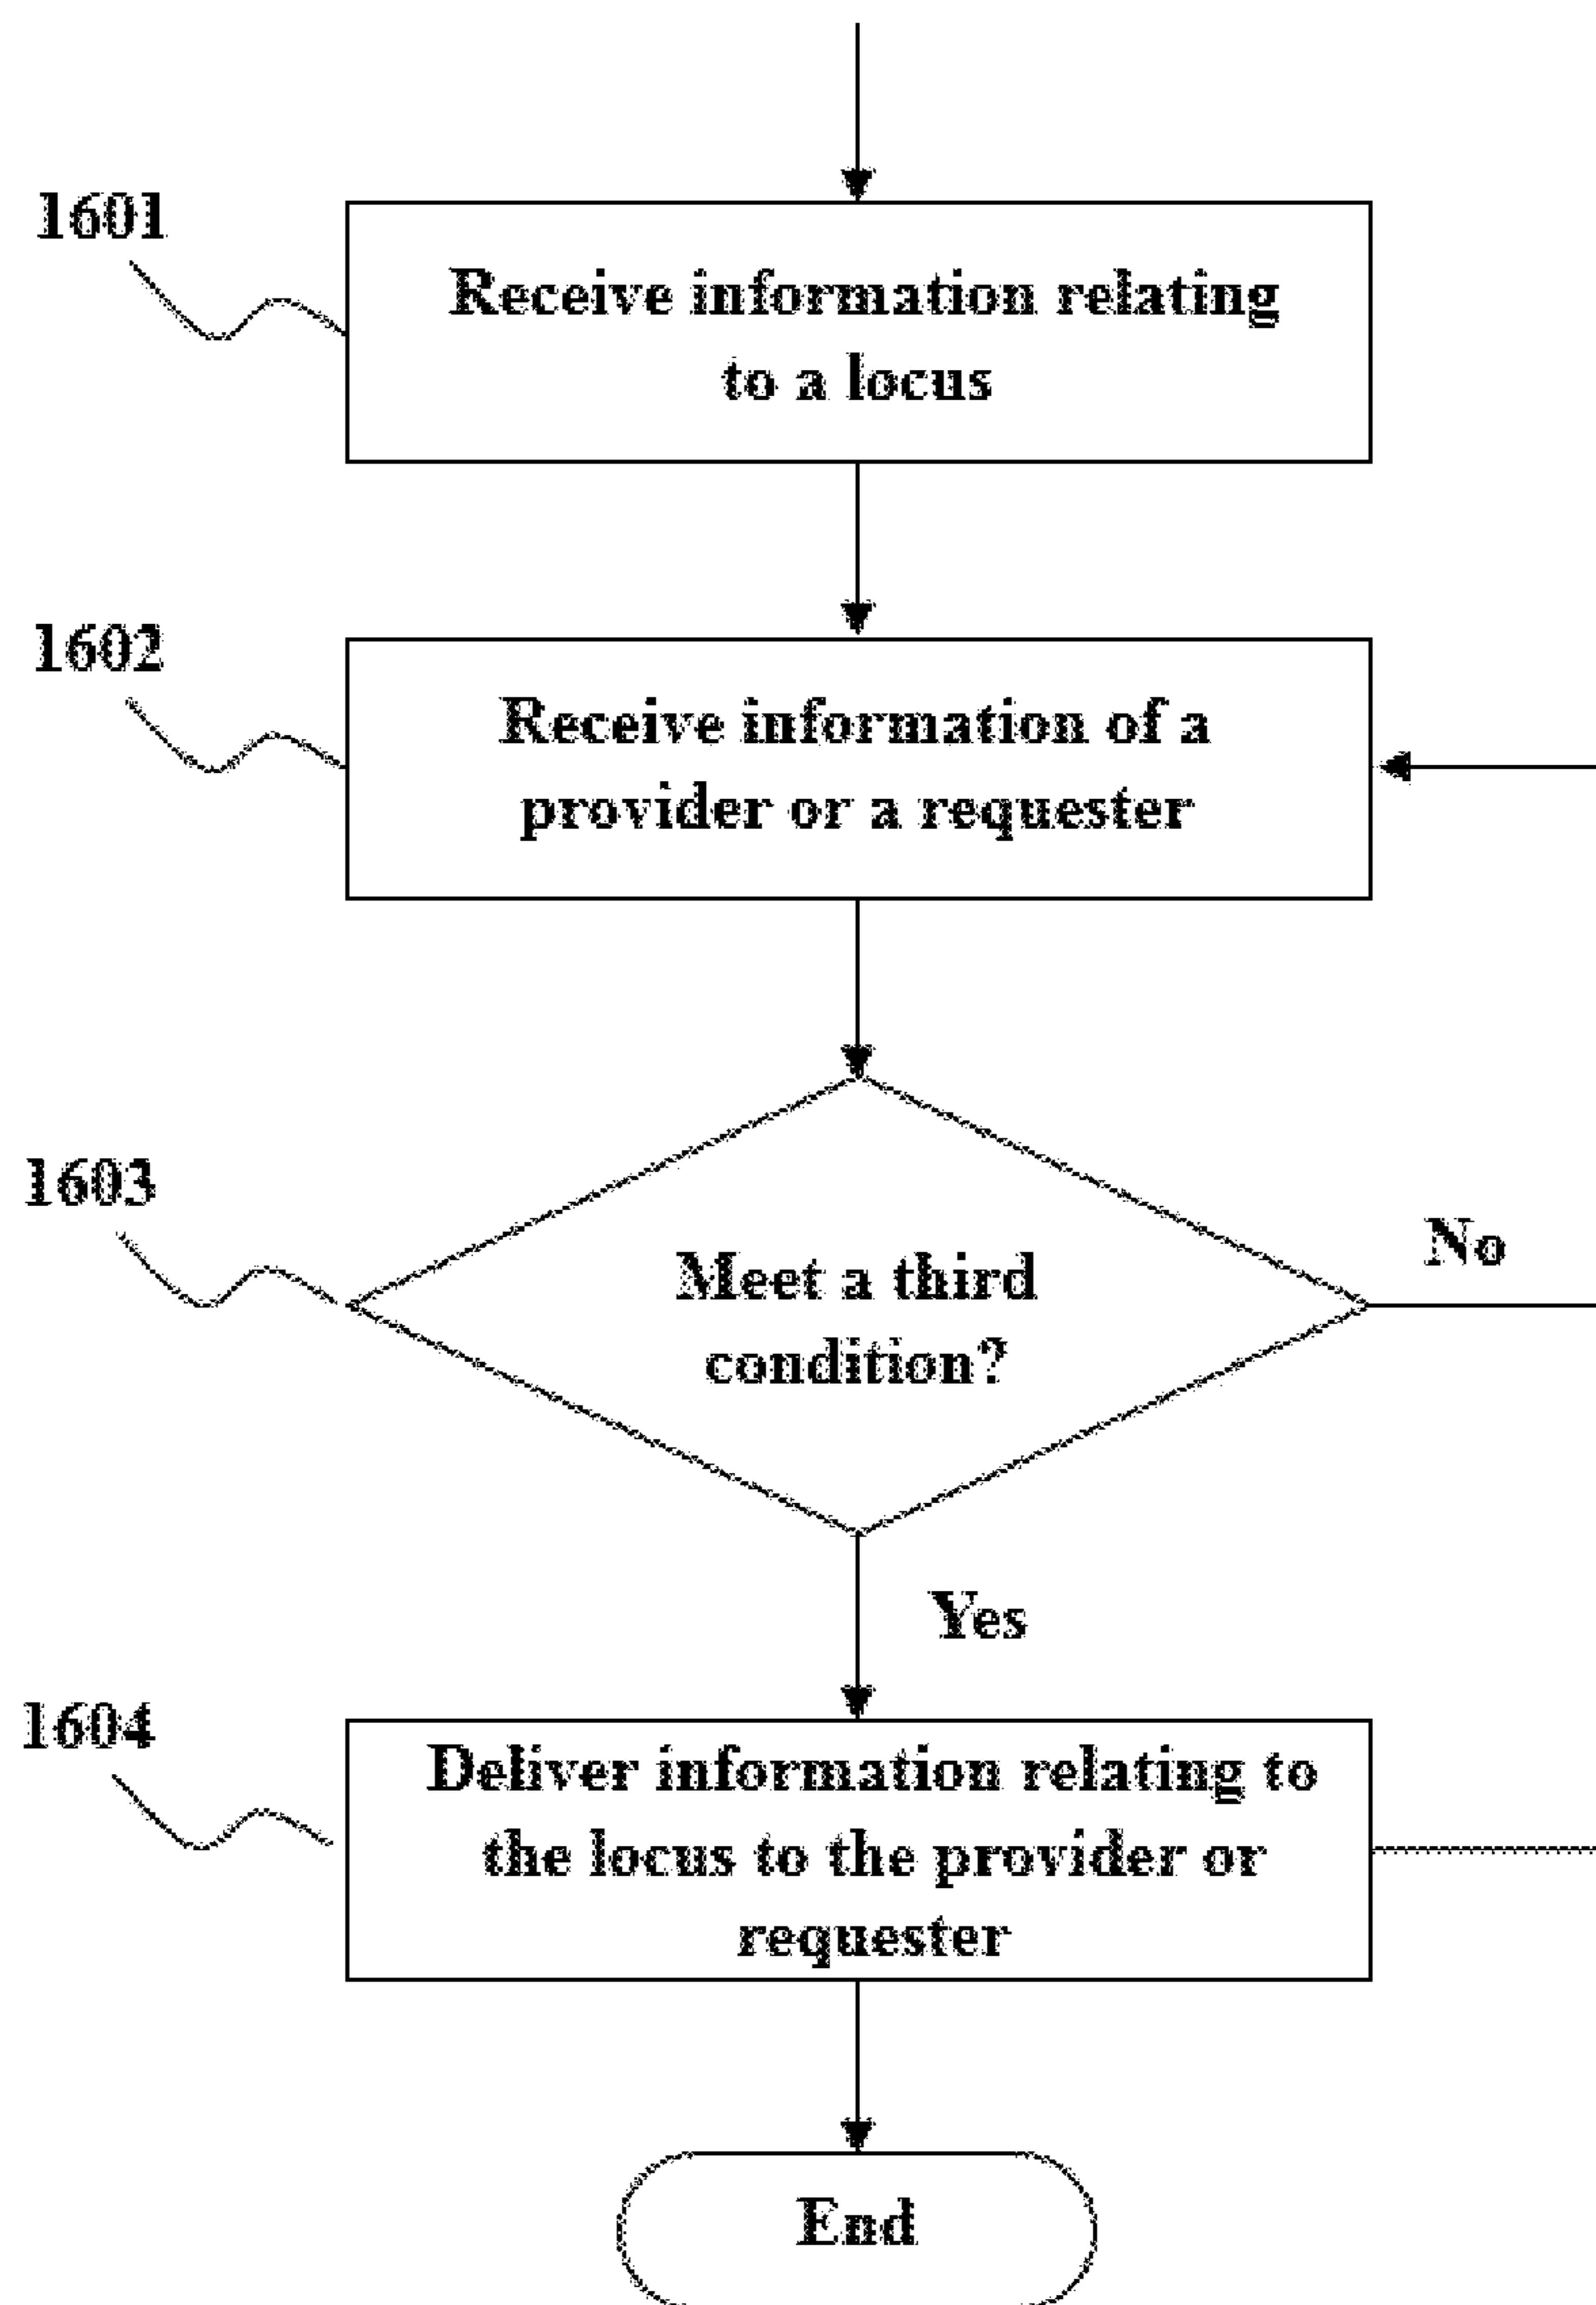 1601
Receive information relating
to a locus
1602
Receive information of a
provider or a requester
1603
Meet a third
condition?
No
Yes
1604
Deliver information relating to
the locus to the provider or
requester
End